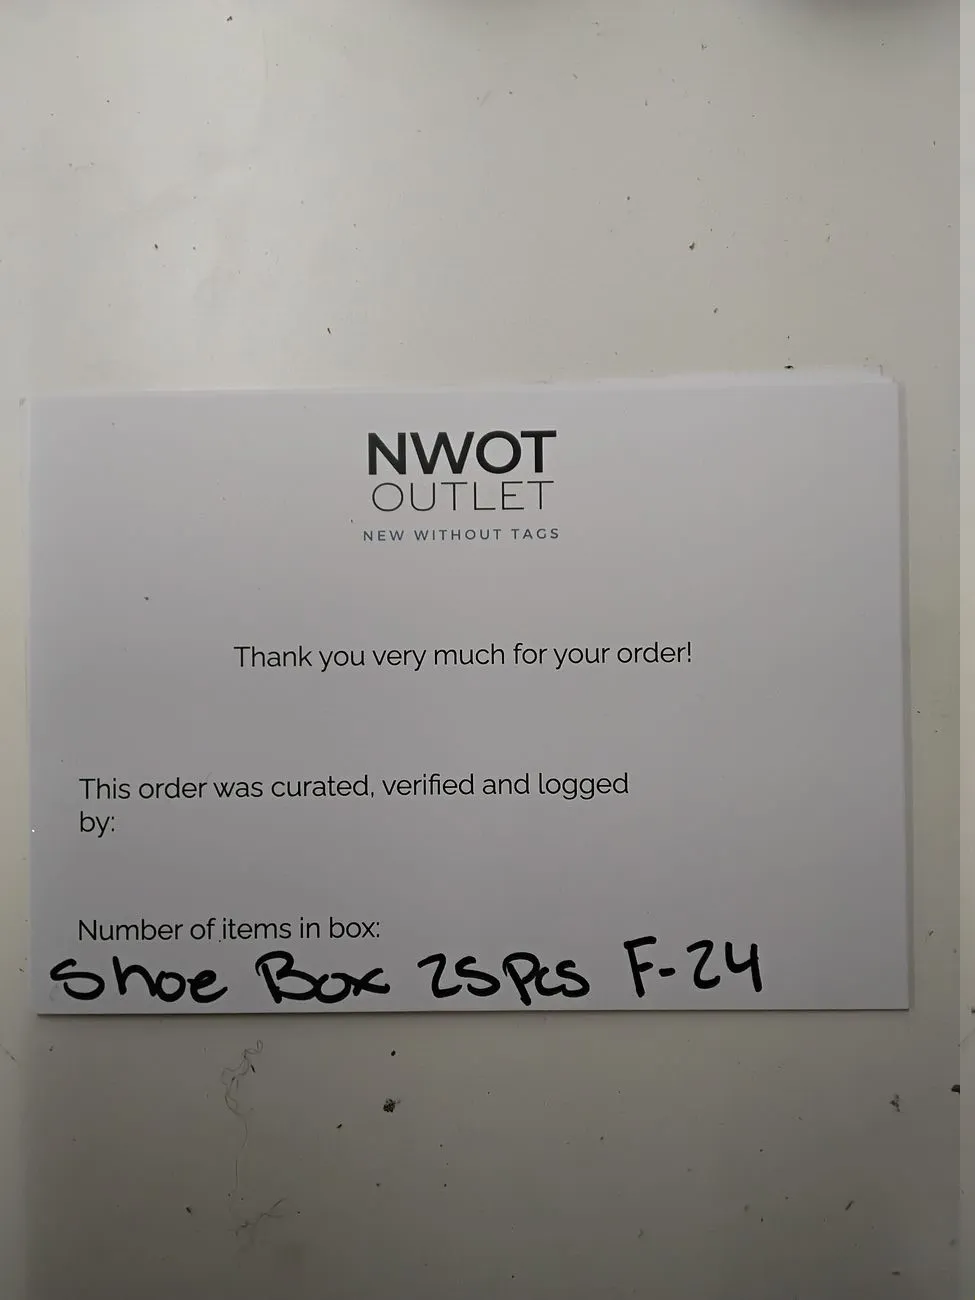 NWOT
OUTLET
NEW WITHOUT TAGS
Thank you very much for your order!
This order was curated, verified and logged
by:
Number of items in box:
Shoe Box 25Pcs F-24